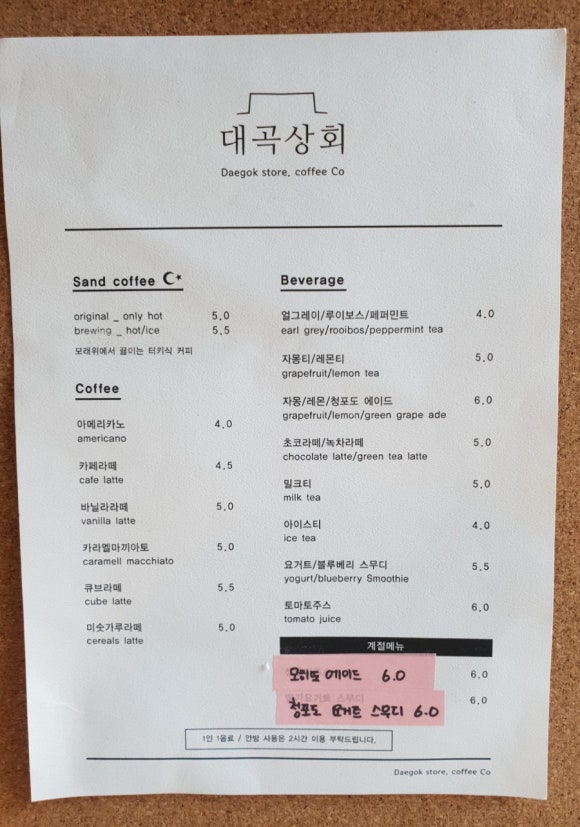 대곡상회
Daegok store, coffee Co
Sand coffee
original _ only hot 5.0
brewing _ hot/ice 5.5
모래위에서 끓이는 터키식 커피
Coffee
아메리카노 4.0
americano
카페라떼 4.5
cafe latte
바닐라라떼 5.0
vanilla latte
카라멜마끼아토 5.0
caramell macchiato
큐브라떼 5.5
cube latte
미숫가루라떼 5.0
cereals latte
Beverage
얼그레이/루이보스/페퍼민트 4.0
earl grey/rooibos/peppermint tea
자몽티/레몬티 5.0
grapefruit/lemon tea
자몽/레몬/청포도 에이드 6.0
grapefruit/lemon/green grape ade
초코라떼/녹차라떼 5.0
chocolate latte/green tea latte
밀크티 5.0
milk tea
아이스티 4.0
ice tea
요거트/블루베리 스무디 5.5
yogurt/blueberry Smoothie
토마토주스 6.0
tomato juice
계절메뉴
모히또 에이드 6.0 6.0
딸기요거트 스무디 6.0
청포도 요거트 스무디 6.0
1인 1음료 / 안방 사용은 2시간 이용 부탁드립니다.
Daegok store, coffee Co